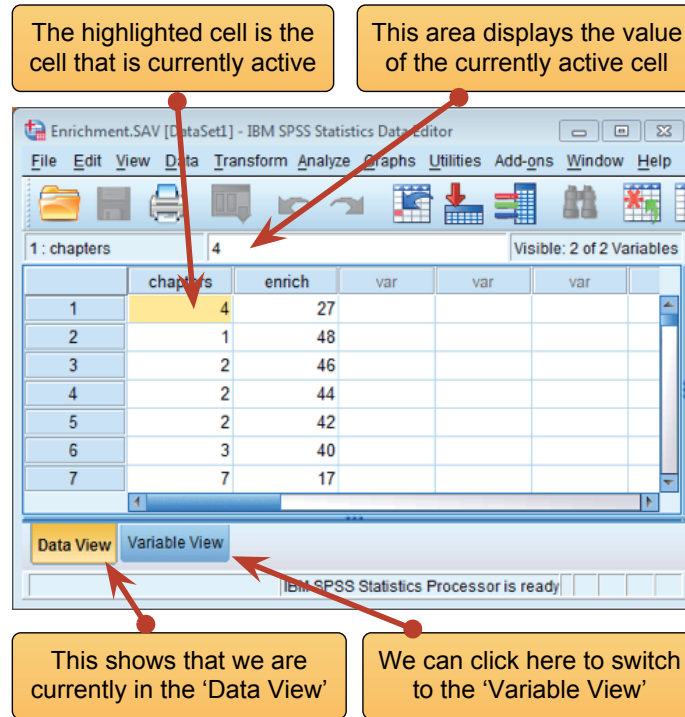 The highlighted cell is the
cell that is currently active
This area displays the value
of the currently active cell
Enrichment.SAV [DataSet1] - IBM SPSS Statistics Data Editor
File Edit View Data Transform Analyze Graphs Utilities Add-ons Window Help
1 : chapters 4 Visible: 2 of 2 Variables
chapters enrich var var var
1 4 27
2 1 48
3 2 46
4 2 44
5 2 42
6 3 40
7 7 17
Data View Variable View
IBM SPSS Statistics Processor is ready
This shows that we are
currently in the ‘Data View’
We can click here to switch
to the ‘Variable View’